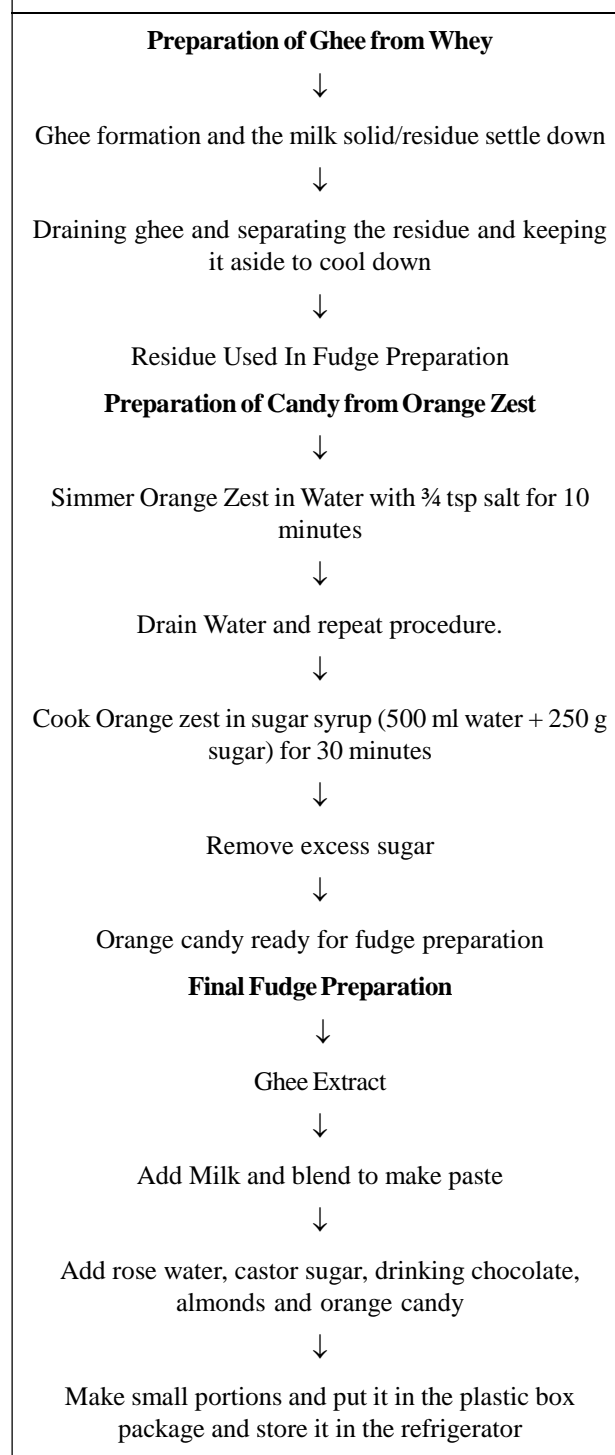 Preparation of Ghee from Whey
↓
Ghee formation and the milk solid/residue settle down
↓
Draining ghee and separating the residue and keeping
it aside to cool down
↓
Residue Used In Fudge Preparation
Preparation of Candy from Orange Zest
↓
Simmer Orange Zest in Water with ¾ tsp salt for 10
minutes
↓
Drain Water and repeat procedure.
↓
Cook Orange zest in sugar syrup (500 ml water + 250 g
sugar) for 30 minutes
↓
Remove excess sugar
↓
Orange candy ready for fudge preparation
Final Fudge Preparation
↓
Ghee Extract
↓
Add Milk and blend to make paste
↓
Add rose water, castor sugar, drinking chocolate,
almonds and orange candy
↓
Make small portions and put it in the plastic box
package and store it in the refrigerator